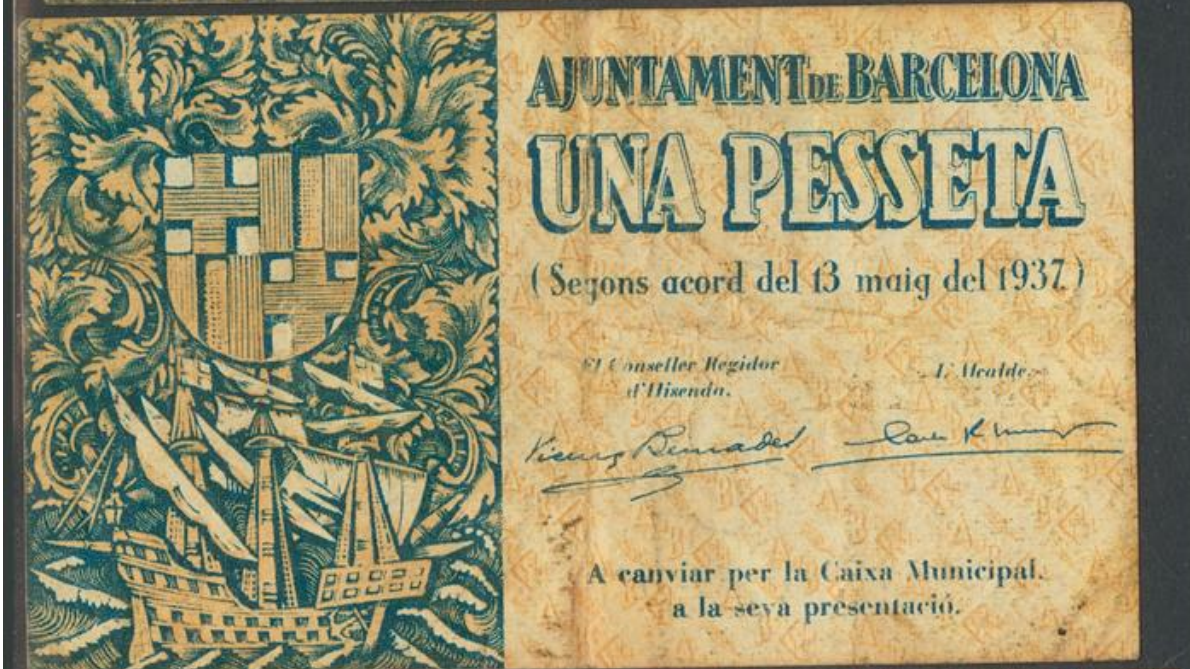 AJUNTAMENT DE BARCELONA
UNA PESSETA
(Segons acord del 13 maig del 1937.)
El Conseller Regidor
d'Hisenda.
L'Alcalde.
A canviar per la Caixa Municipal.
a la seva presentació.